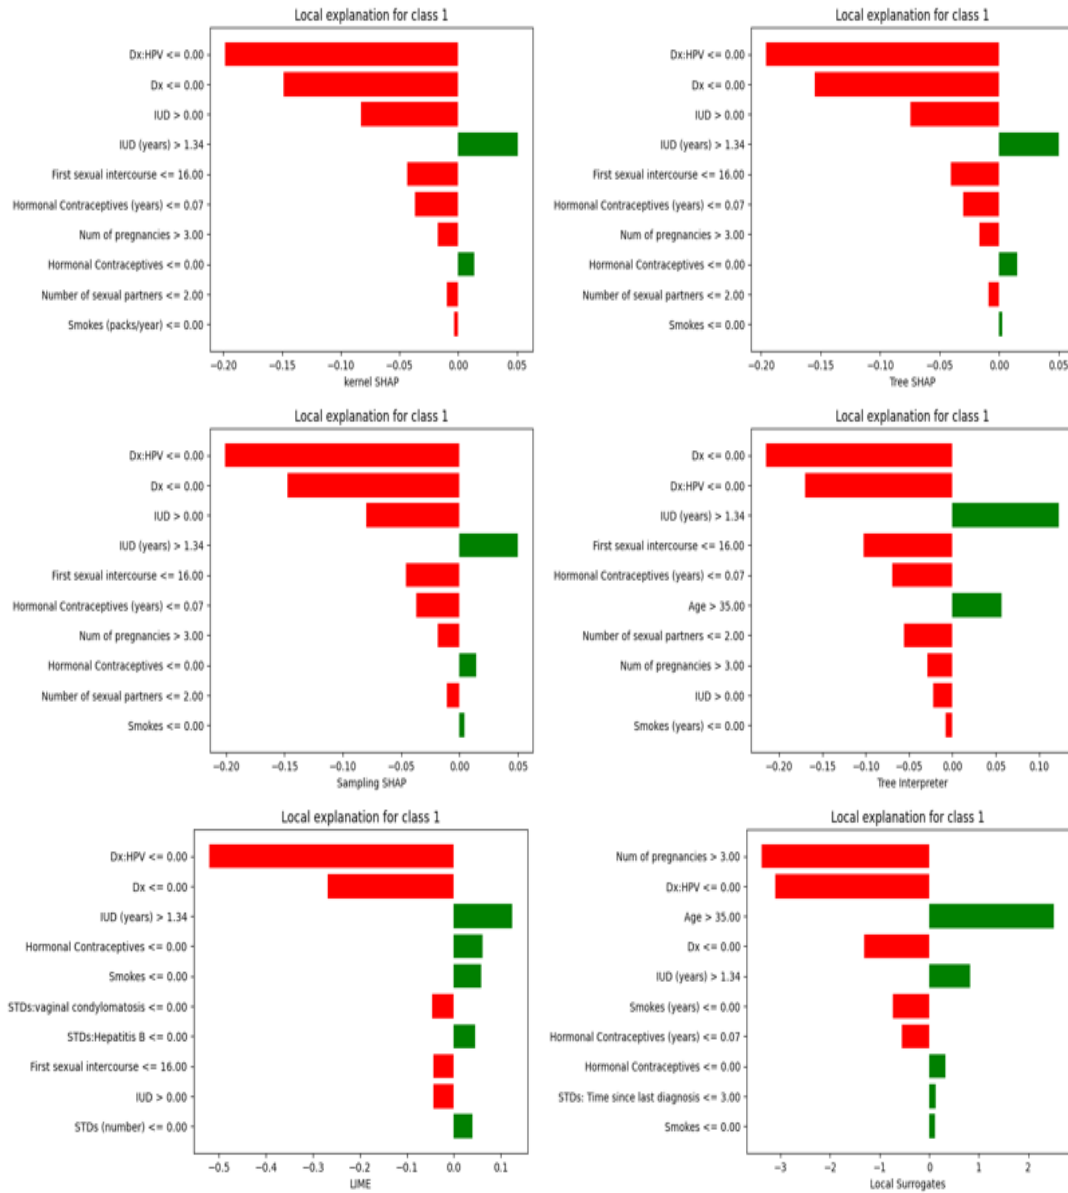 Local explanation for class 1
Dx:HPV <= 0.00
Dx <= 0.00
IUD > 0.00
IUD (years) > 1.34
First sexual intercourse <= 16.00
Hormonal Contraceptives (years) <= 0.07
Num of pregnancies > 3.00
Hormonal Contraceptives <= 0.00
Number of sexual partners <= 2.00
Smokes (packs/year) <= 0.00
−0.20 −0.15 −0.10 −0.05 0.00 0.05
kernel SHAP
Local explanation for class 1
Dx:HPV <= 0.00
Dx <= 0.00
IUD > 0.00
IUD (years) > 1.34
First sexual intercourse <= 16.00
Hormonal Contraceptives (years) <= 0.07
Num of pregnancies > 3.00
Hormonal Contraceptives <= 0.00
Number of sexual partners <= 2.00
Smokes <= 0.00
−0.20 −0.15 −0.10 −0.05 0.00 0.05
Tree SHAP
Local explanation for class 1
Dx:HPV <= 0.00
Dx <= 0.00
IUD > 0.00
IUD (years) > 1.34
First sexual intercourse <= 16.00
Hormonal Contraceptives (years) <= 0.07
Num of pregnancies > 3.00
Hormonal Contraceptives <= 0.00
Number of sexual partners <= 2.00
Smokes <= 0.00
−0.20 −0.15 −0.10 −0.05 0.00 0.05
Sampling SHAP
Local explanation for class 1
Dx <= 0.00
Dx:HPV <= 0.00
IUD (years) > 1.34
First sexual intercourse <= 16.00
Hormonal Contraceptives (years) <= 0.07
Age > 35.00
Number of sexual partners <= 2.00
Num of pregnancies > 3.00
IUD > 0.00
Smokes (years) <= 0.00
−0.20 −0.15 −0.10 −0.05 0.00 0.05 0.10
Tree Interpreter
Local explanation for class 1
Dx:HPV <= 0.00
Dx <= 0.00
IUD (years) > 1.34
Hormonal Contraceptives <= 0.00
Smokes <= 0.00
STDs:vaginal condylomatosis <= 0.00
STDs:Hepatitis B <= 0.00
First sexual intercourse <= 16.00
IUD > 0.00
STDs (number) <= 0.00
−0.5 −0.4 −0.3 −0.2 −0.1 0.0 0.1
LIME
Local explanation for class 1
Num of pregnancies > 3.00
Dx:HPV <= 0.00
Age > 35.00
Dx <= 0.00
IUD (years) > 1.34
Smokes (years) <= 0.00
Hormonal Contraceptives (years) <= 0.07
Hormonal Contraceptives <= 0.00
STDs: Time since last diagnosis <= 3.00
Smokes <= 0.00
−3 −2 −1 0 1 2
Local Surrogates